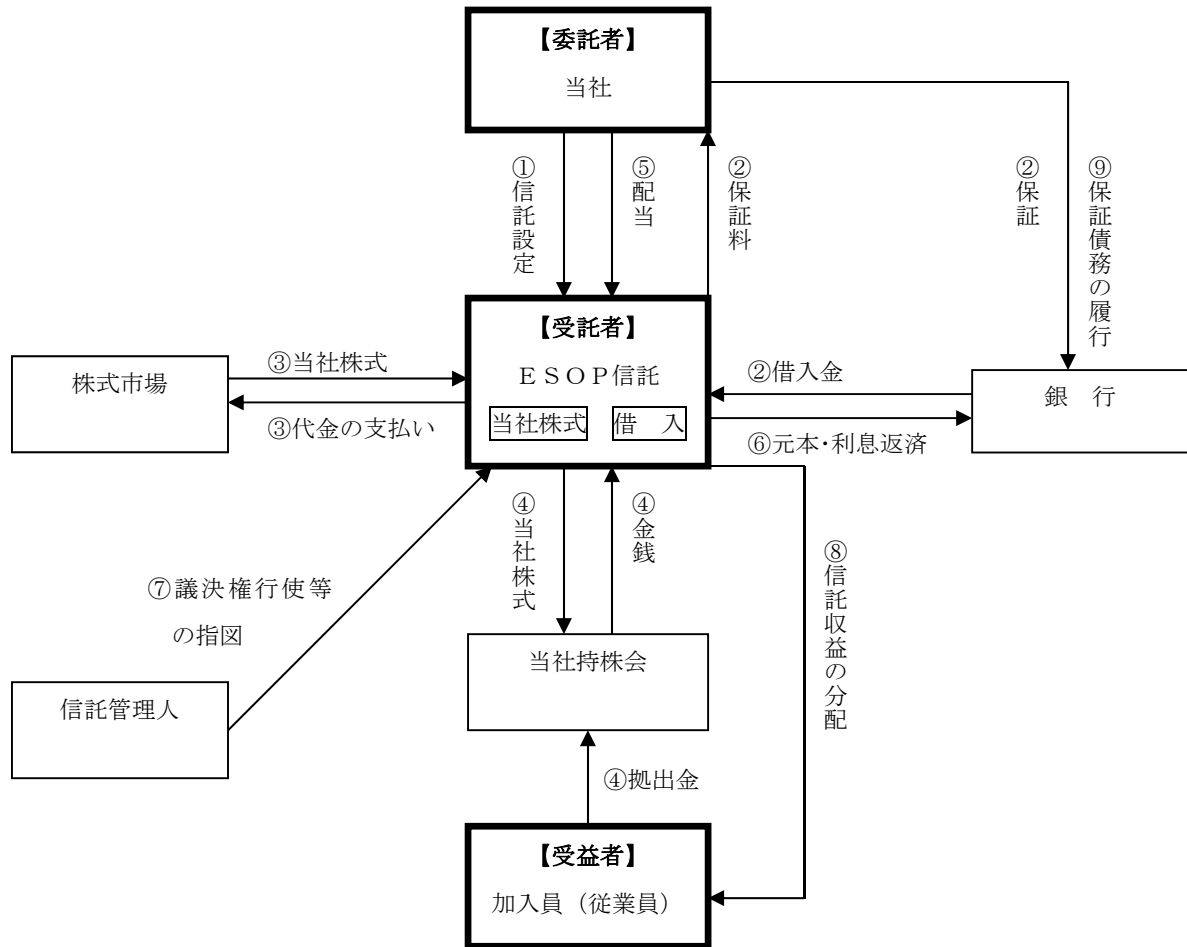 【委託者】
当社
①信託設定
⑤配当
②保証料
②保証
⑨保証債務の履行
【受託者】
ESOP信託
当社株式
借 入
株式市場
③当社株式
③代金の支払い
②借入金
⑥元本・利息返済
銀 行
④当社株式
④金銭
⑧信託収益の分配
⑦議決権行使等
の指図
当社持株会
信託管理人
④拠出金
【受益者】
加入員（従業員）